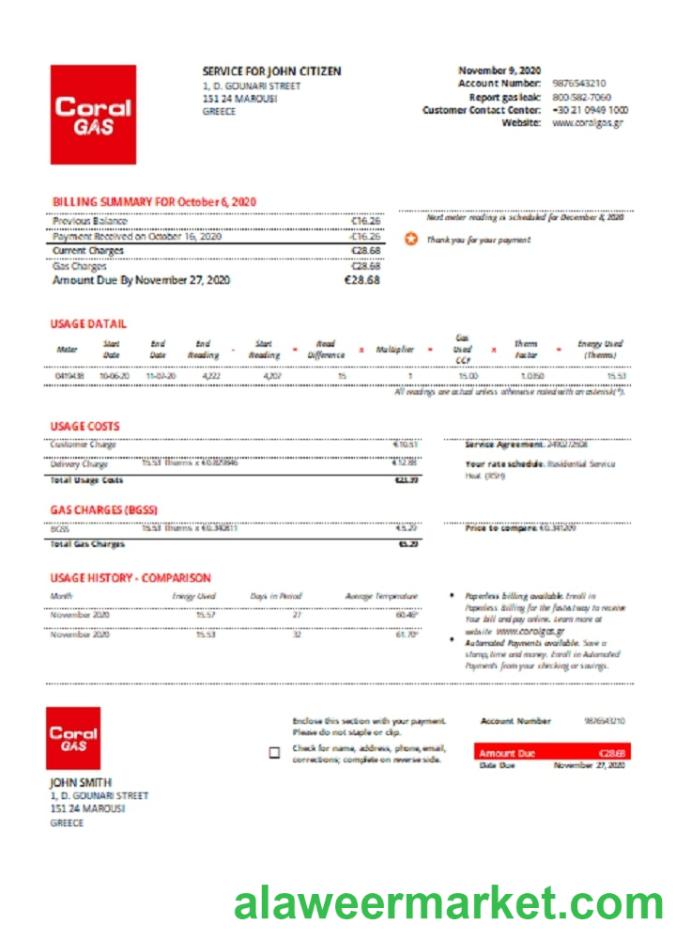 Coral
GAS
SERVICE FOR JOHN CITIZEN
1, D. GOUNARI STREET
151 24 MAROUSI
GREECE
November 9, 2020
Account Number: 9876543210
Report gas leak: 800-582-7060
Customer Contact Center: +30 21 0949 1000
Website: www.coralgas.gr
BILLING SUMMARY FOR October 6, 2020
Previous Balance €16.26
Payment Received on October 16, 2020 -€16.26
Current Charges €28.68
Gas Charges €28.68
Amount Due By November 27, 2020 €28.68
Next meter reading is scheduled for December 8, 2020
Thank you for your payment
USAGE DATAIL
Meter Start Date End Date End Reading - Start Reading = Read Difference x Multiplier = Gas Used CCF x Therm Factor = Energy Used (Therms)
0419438 10-06-20 11-07-20 4,222 4,207 15 1 15.00 1.0350 15.53
All readings are actual unless otherwise noted with an asterisk(*).
USAGE COSTS
Customer Charge €10.51
Delivery Charge 15.53 Therms x €0.829846 €12.88
Total Usage Costs €23.39
Service Agreement.
Your rate schedule. Residential Service
Heat (RSH)
GAS CHARGES (BGSS)
BGSS 15.53 Therms x €0.340811 €5.29
Total Gas Charges €5.29
Price to compare €0.341209
USAGE HISTORY - COMPARISON
Month Energy Used Days in Period Average Temperature
November 2020 15.57 27 60.46°
November 2020 15.53 32 61.70°
• Paperless billing available. Enroll in
Paperless Billing for the fastest way to receive
Your bill and pay online. Learn more at
website www.coralgas.gr
• Automated Payments available. Save a
stamp, time and money. Enroll in Automated
Payments from your checking or savings.
Coral
GAS
JOHN SMITH
1, D. GOUNARI STREET
151 24 MAROUSI
GREECE
Enclose this section with your payment.
Please do not staple or clip.
Check for name, address, phone, email,
corrections; complete on reverse side.
Account Number 9876543210
Amount Due €28.68
Date Due November 27, 2020
alaweermarket.com